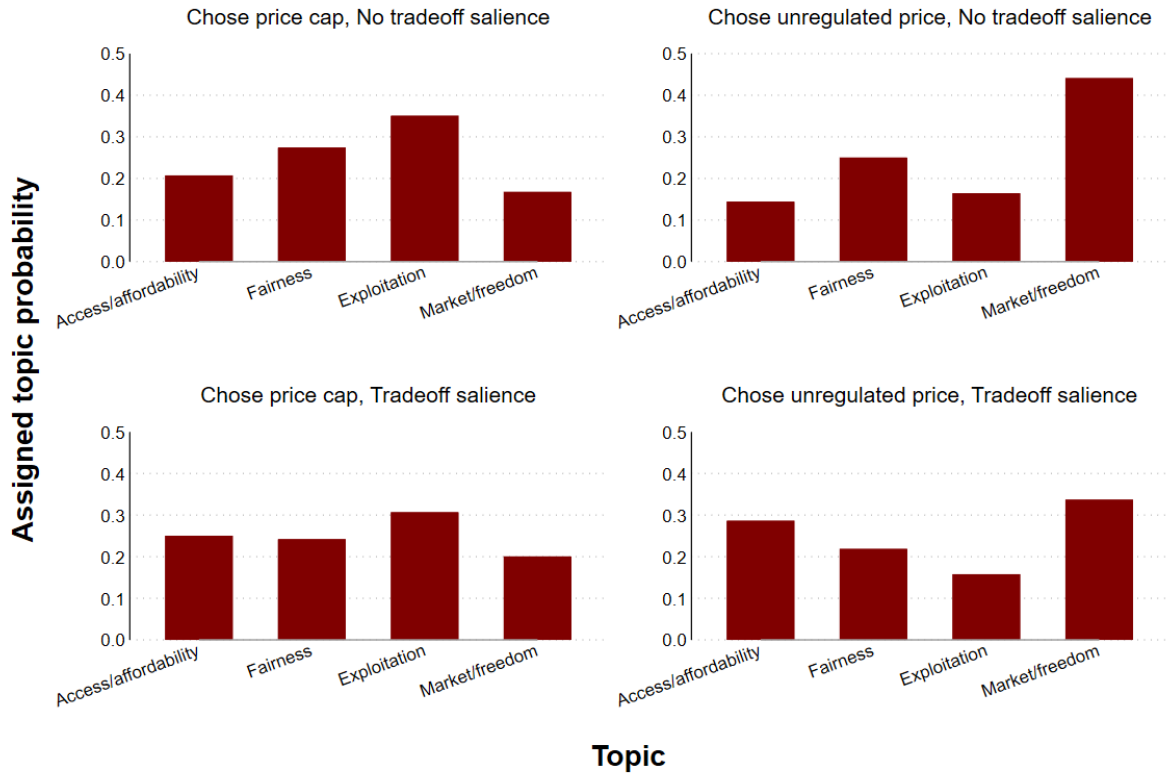 Chose price cap, No tradeoff salience
0.5
0.4
0.3
0.2
0.1
0.0
Access/affordability
Fairness
Exploitation
Market/freedom
Chose unregulated price, No tradeoff salience
0.5
0.4
0.3
0.2
0.1
0.0
Access/affordability
Fairness
Exploitation
Market/freedom
Assigned topic probability
Chose price cap, Tradeoff salience
0.5
0.4
0.3
0.2
0.1
0.0
Access/affordability
Fairness
Exploitation
Market/freedom
Chose unregulated price, Tradeoff salience
0.5
0.4
0.3
0.2
0.1
0.0
Access/affordability
Fairness
Exploitation
Market/freedom
Topic